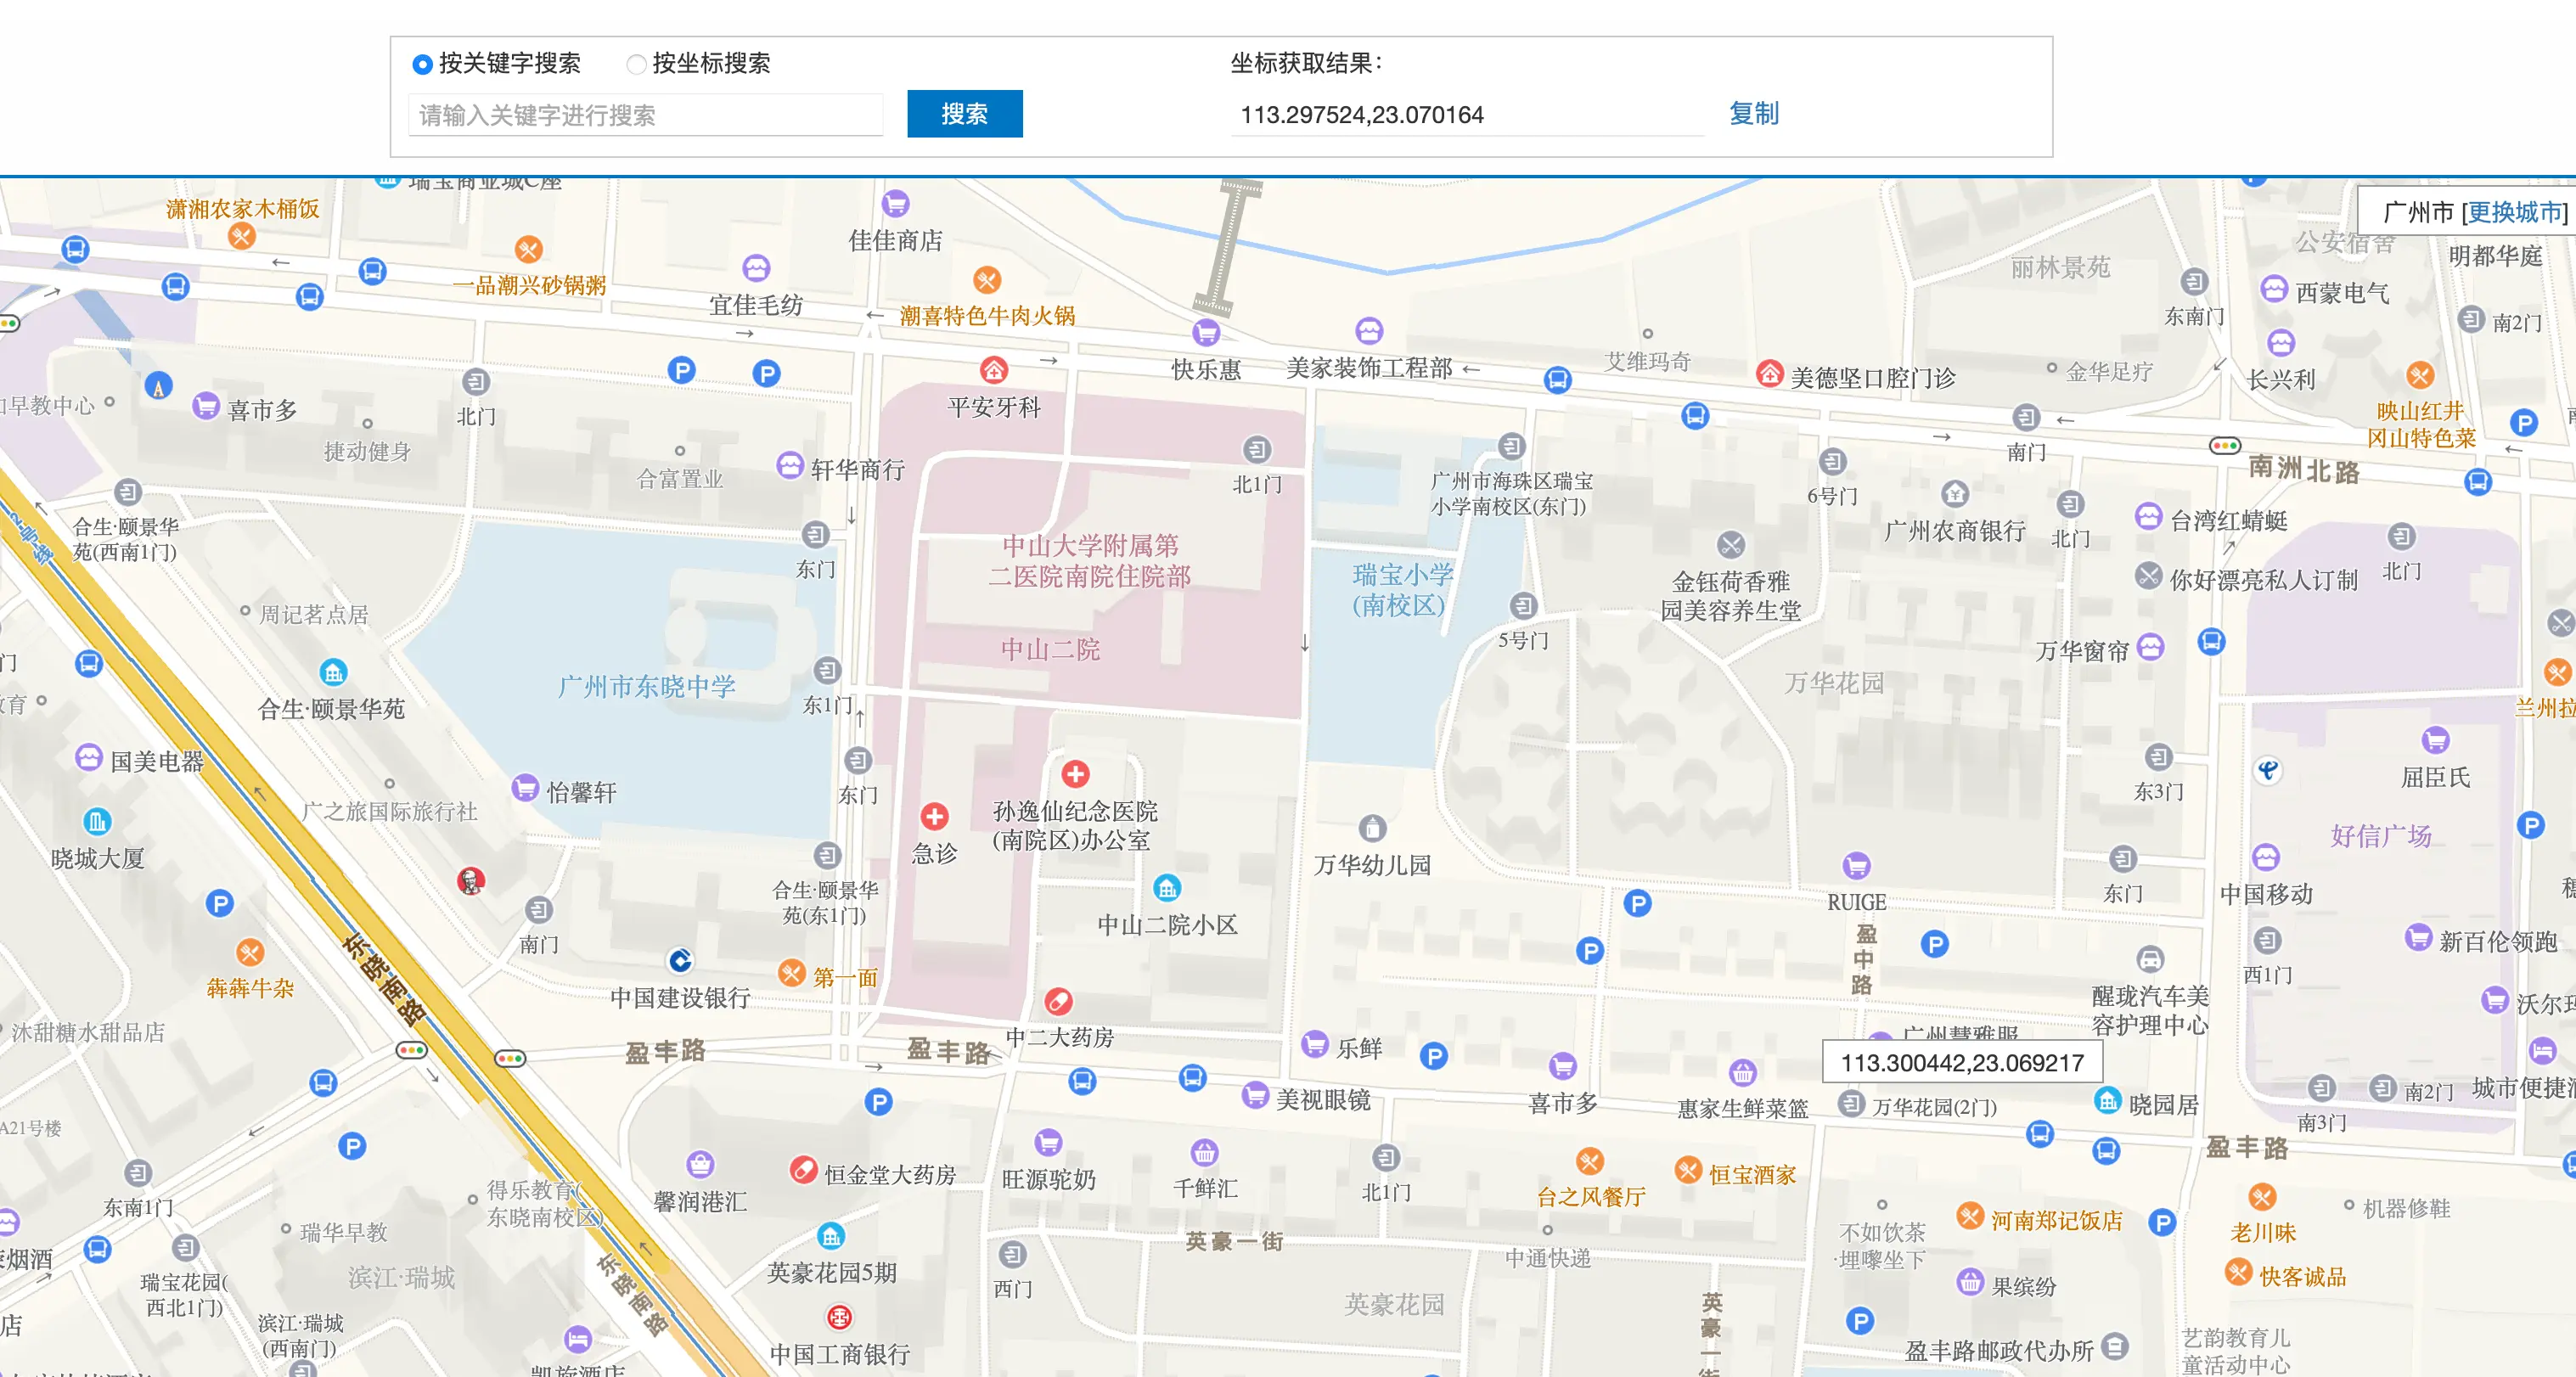 按关键字搜索
按坐标搜索
坐标获取结果：
请输入关键字进行搜索
搜索
113.297524,23.070164
复制
广州市 [更换城市]
瑞宝商业城C座
潇湘农家木桶饭
一品潮兴砂锅粥
佳佳商店
宜佳毛纺
潮喜特色牛肉火锅
快乐惠
美家装饰工程部
艾维玛奇
美德坚口腔门诊
丽林景苑
公安宿舍
明都华庭
东南门
西蒙电气
南2门
长兴利
金华足疗
映山红井
冈山特色菜
早教中心
喜市多
捷动健身
北门
合富置业
轩华商行
平安牙科
北1门
广州市海珠区瑞宝
小学南校区(东门)
6号门
广州农商银行
南门
北门
南洲北路
台湾红蜻蜓
你好漂亮私人订制
北门
2号线
合生·颐景华
苑(西南1门)
东门
中山大学附属第
二医院南院住院部
中山二院
瑞宝小学
(南校区)
5号门
金钰荷香雅
园美容养生堂
万华窗帘
万华花园
周记茗点居
合生·颐景华苑
广州市东晓中学
东1门
门
育
国美电器
怡馨轩
广之旅国际旅行社
晓城大厦
东门
急诊
孙逸仙纪念医院
(南院区)办公室
中山二院小区
万华幼儿园
RUIGE
盈中路
东3门
东门
屈臣氏
好信广场
中国移动
新百伦领跑
西1门
兰州拉
合生·颐景华
苑(东1门)
南门
犇犇牛杂
东晓南路
中国建设银行
第一面
中二大药房
醒珑汽车美
容护理中心
沃尔玛
沐甜糖水甜品店
盈丰路
盈丰路
乐鲜
广州慧雅服
113.300442,23.069217
美视眼镜
喜市多
惠家生鲜菜篮
万华花园(2门)
晓园居
南3门
南2门
城市便捷酒
盈丰路
A21号楼
东南1门
得乐教育(
东晓南校区)
瑞华早教
滨江·瑞城
馨润港汇
恒金堂大药房
旺源驼奶
千鲜汇
北1门
台之风餐厅
恒宝酒家
不如饮茶
·埋嚟坐下
河南郑记饭店
老川味
机器修鞋
快客诚品
烟酒
瑞宝花园(
西北1门)
滨江·瑞城
(西南门)
店
东晓南路
英豪花园5期
中国工商银行
凯旋酒店
西门
英豪一街
中通快递
英豪花园
英豪一街
果缤纷
盈丰路邮政代办所
艺韵教育儿
童活动中心